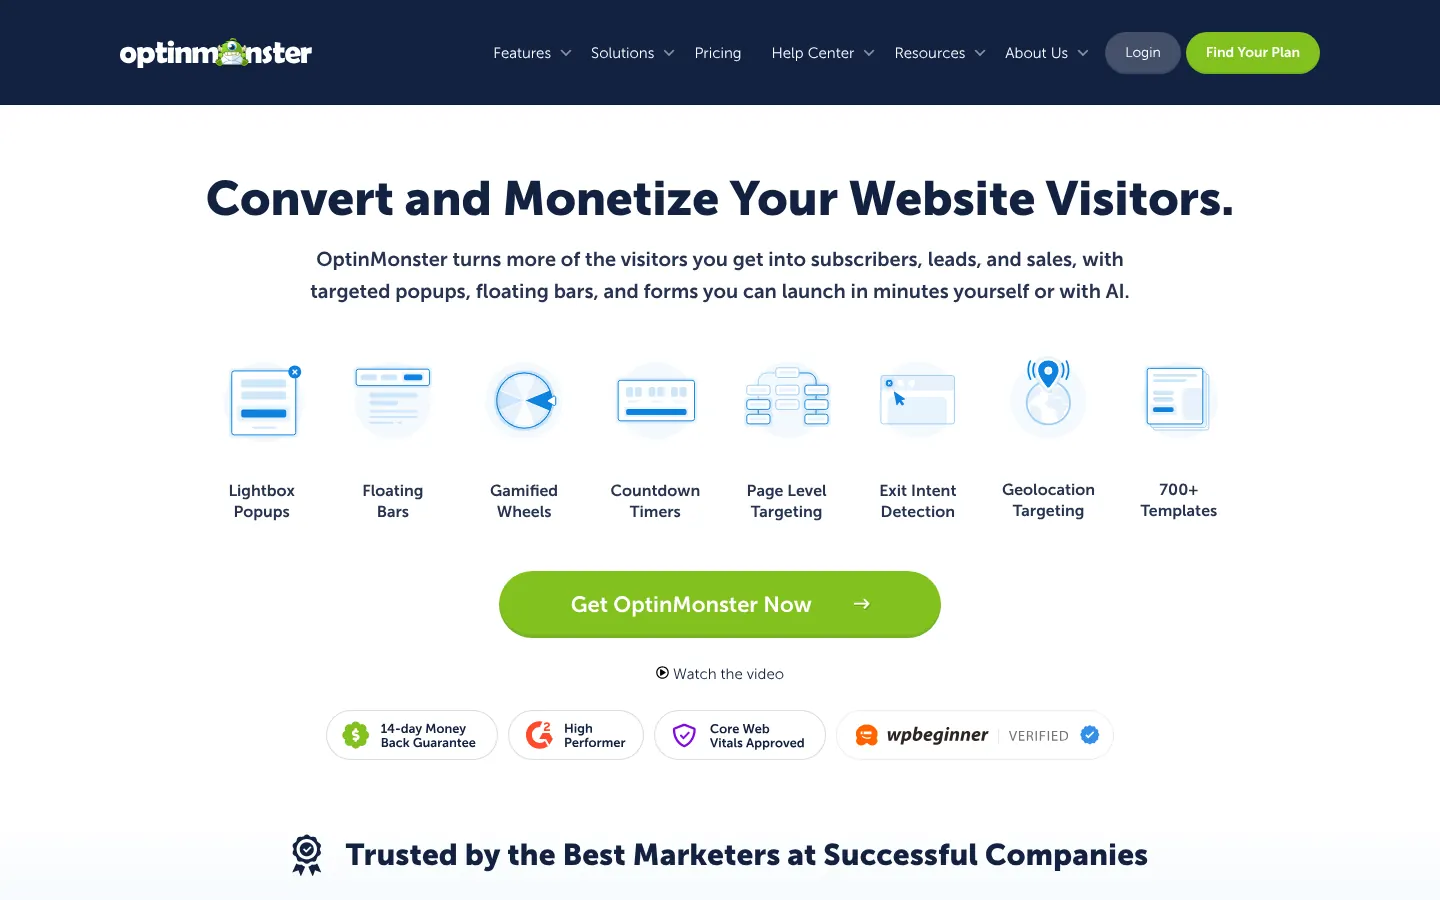 optinmonster
Features
Solutions
Pricing
Help Center
Resources
About Us
Login
Find Your Plan
Convert and Monetize Your Website Visitors.
OptinMonster turns more of the visitors you get into subscribers, leads, and sales, with
targeted popups, floating bars, and forms you can launch in minutes yourself or with AI.
Lightbox
Popups
Floating
Bars
Gamified
Wheels
Countdown
Timers
Page Level
Targeting
Exit Intent
Detection
Geolocation
Targeting
700+
Templates
Get OptinMonster Now
Watch the video
14-day Money
Back Guarantee
High
Performer
Core Web
Vitals Approved
wpbeginner
VERIFIED
Trusted by the Best Marketers at Successful Companies